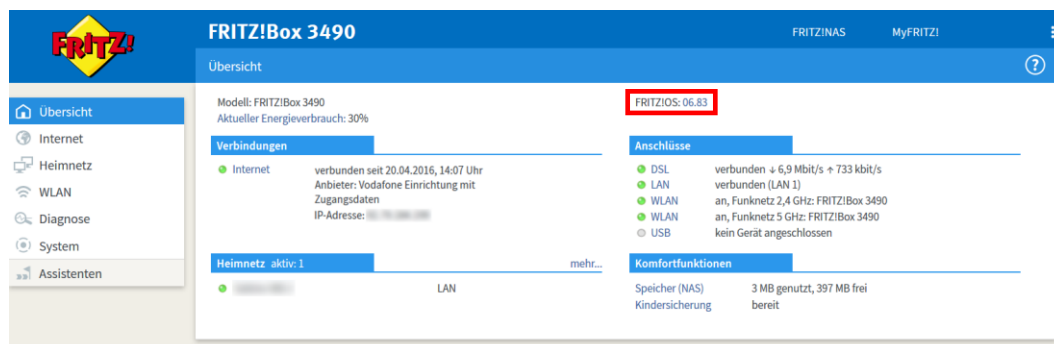 FRITZ!
FRITZ!Box 3490
FRITZ!NAS
MyFRITZ!
Übersicht
?
Übersicht
Internet
Heimnetz
WLAN
Diagnose
System
Assistenten
Modell: FRITZ!Box 3490
Aktueller Energieverbrauch: 30%
FRITZ!OS: 06.83
Verbindungen
Internet verbunden seit 20.04.2016, 14:07 Uhr
Anbieter: Vodafone Einrichtung mit
Zugangsdaten
IP-Adresse:
Anschlüsse
DSL verbunden ↓ 6,9 Mbit/s ↑ 733 kbit/s
LAN verbunden (LAN 1)
WLAN an, Funknetz 2,4 GHz: FRITZ!Box 3490
WLAN an, Funknetz 5 GHz: FRITZ!Box 3490
USB kein Gerät angeschlossen
Heimnetz aktiv: 1 mehr...
LAN
Komfortfunktionen
Speicher (NAS) 3 MB genutzt, 397 MB frei
Kindersicherung bereit